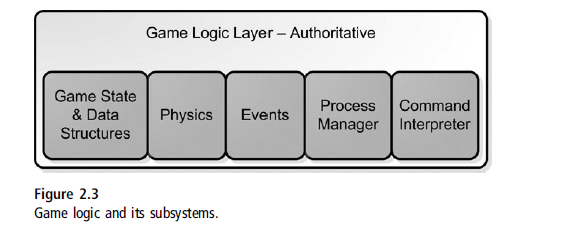 Game Logic Layer – Authoritative
Game State
& Data
Structures
Physics
Events
Process
Manager
Command
Interpreter
Figure 2.3
Game logic and its subsystems.